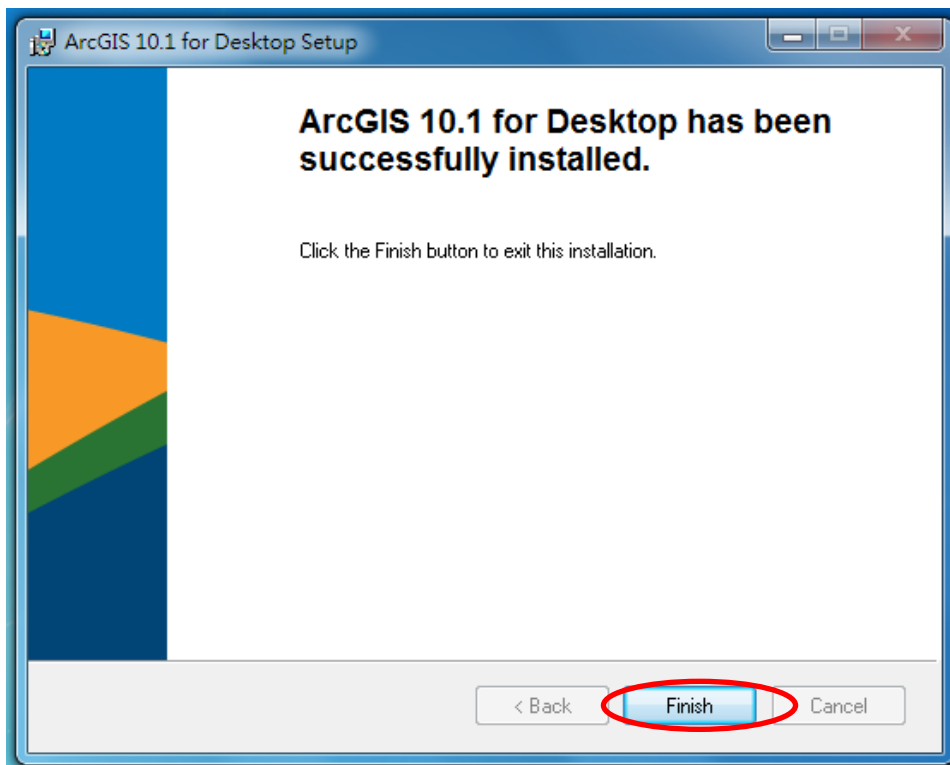 ArcGIS 10.1 for Desktop Setup
ArcGIS 10.1 for Desktop has been
successfully installed.
Click the Finish button to exit this installation.
< Back
Finish
Cancel